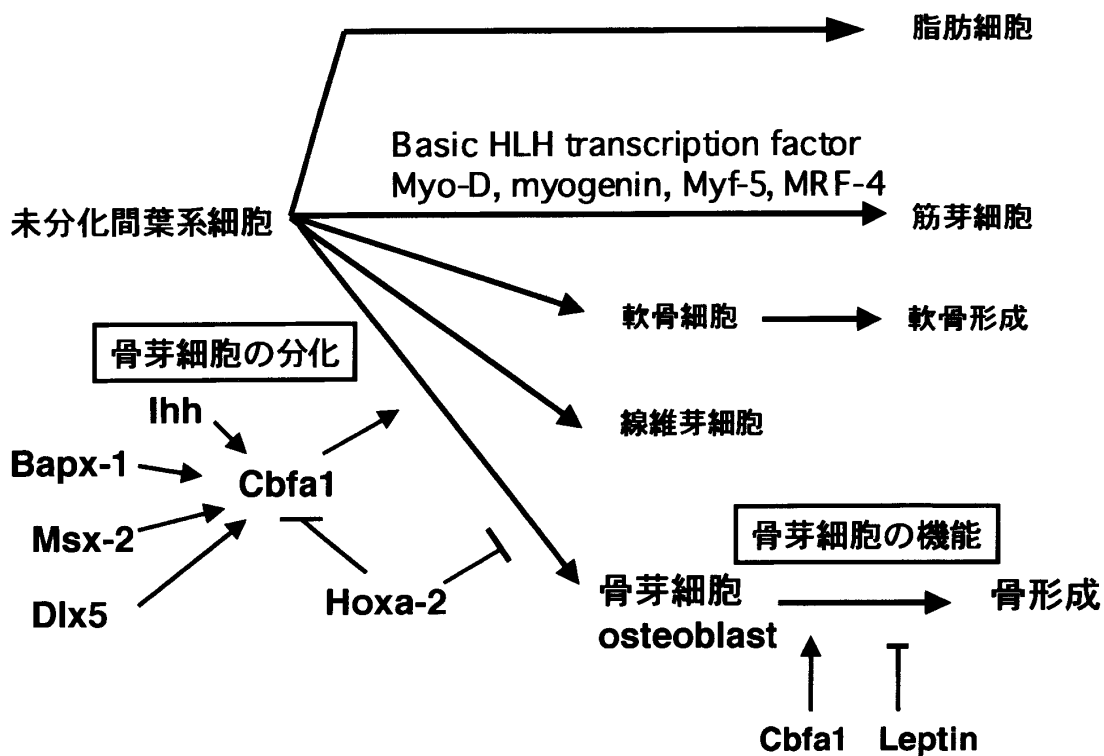 脂肪細胞
Basic HLH transcription factor
Myo-D, myogenin, Myf-5, MRF-4
未分化間葉系細胞
筋芽細胞
軟骨細胞
軟骨形成
骨芽細胞の分化
Ihh
線維芽細胞
Bapx-1
Cbfa1
Msx-2
骨芽細胞の機能
Dlx5
Hoxa-2
骨芽細胞
osteoblast
骨形成
Cbfa1
Leptin